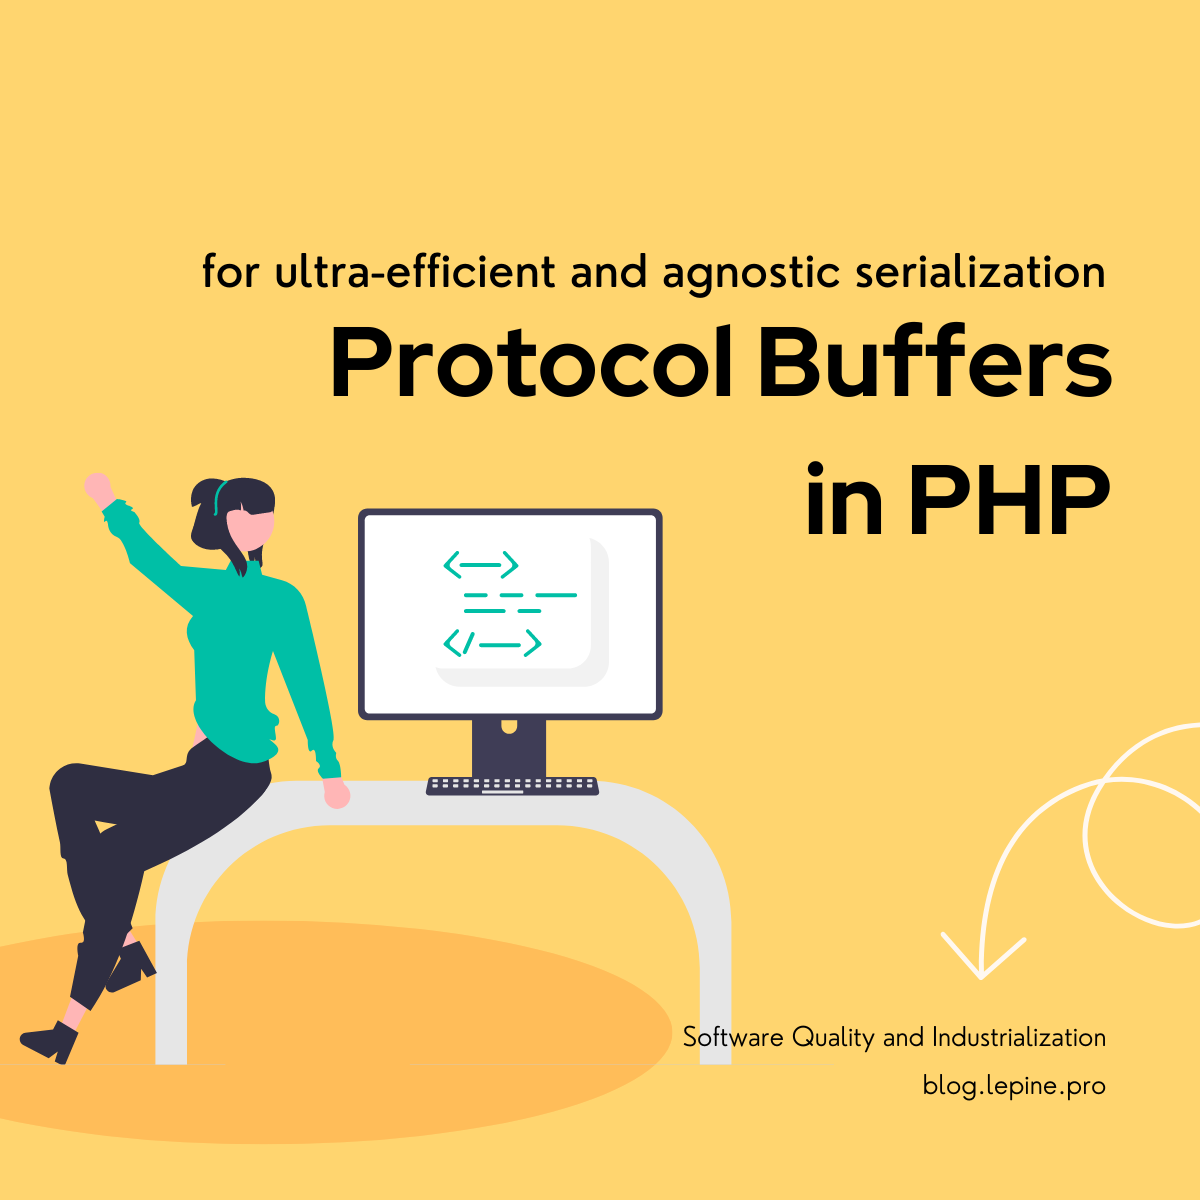 for ultra-efficient and agnostic serialization
Protocol Buffers
in PHP
Software Quality and Industrialization
blog.lepine.pro